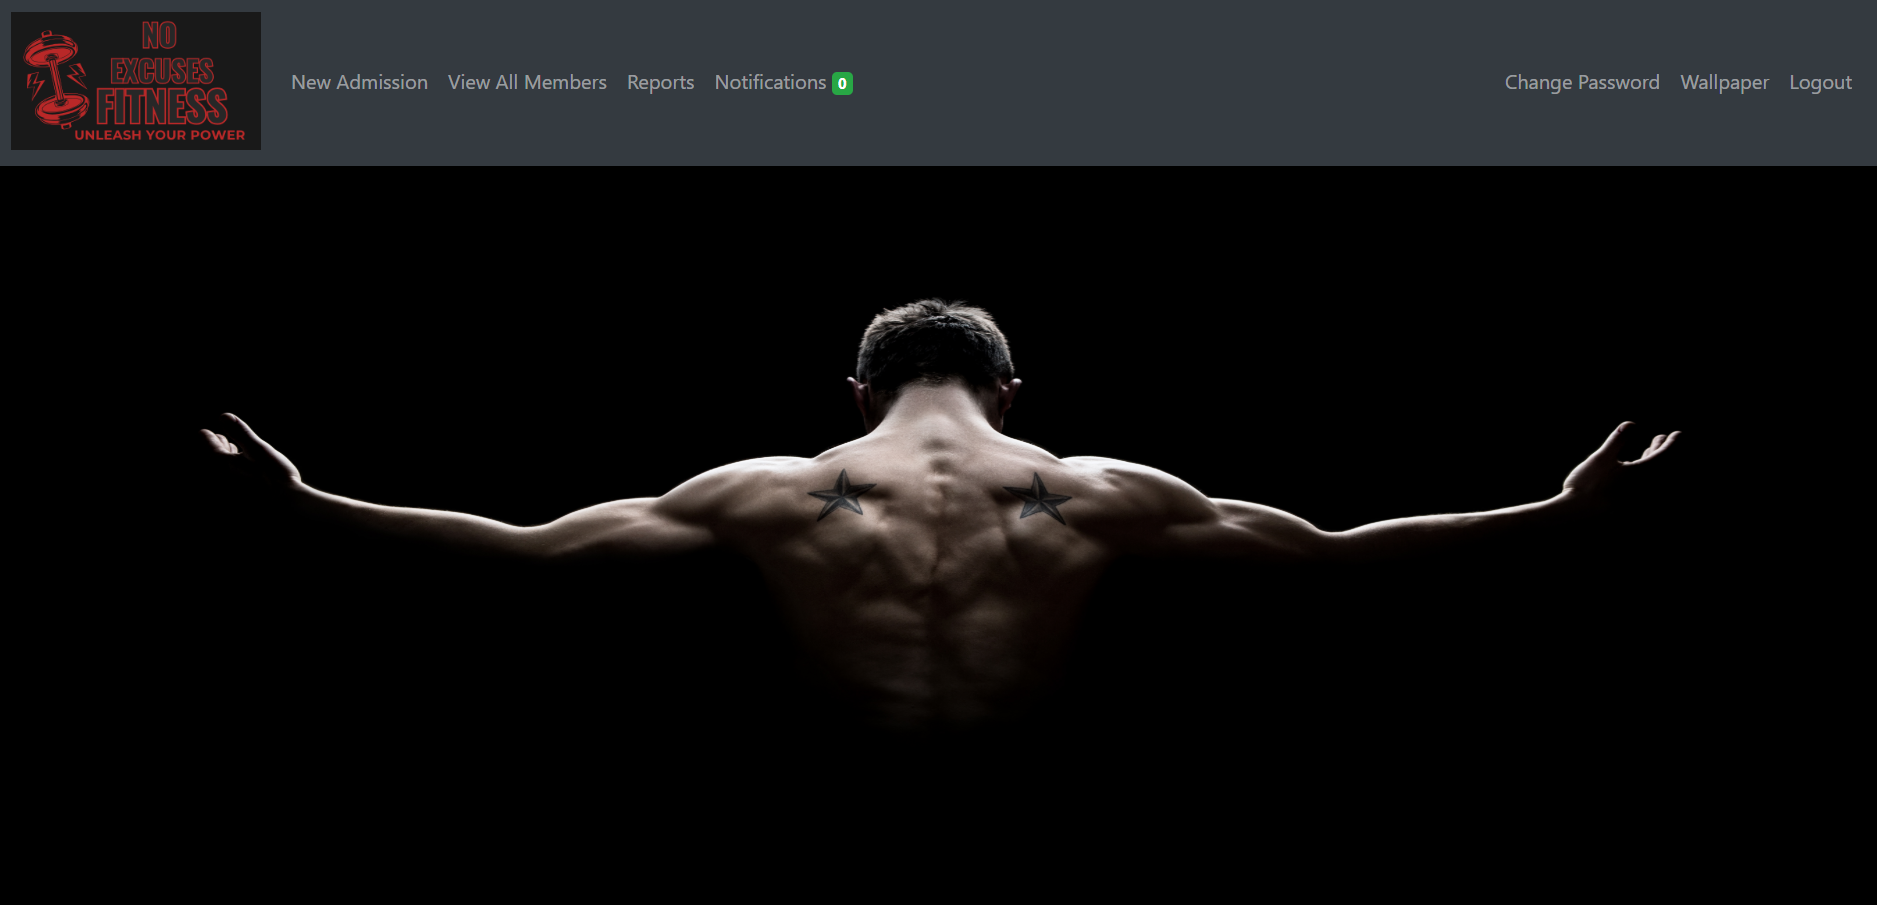 NO
EXCUSES
FITNESS
UNLEASH YOUR POWER
New Admission View All Members Reports Notifications 0 Change Password Wallpaper Logout